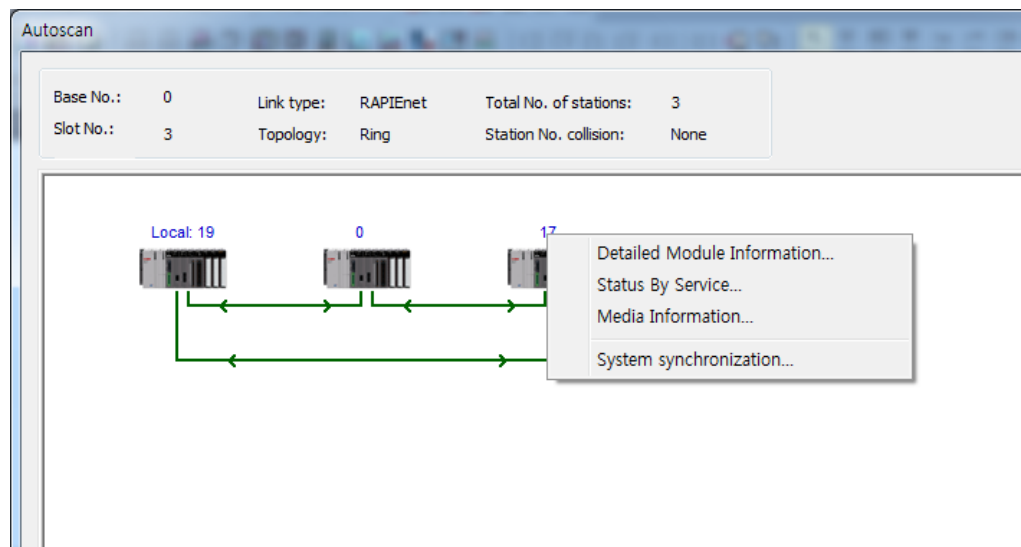 Autoscan
Base No.: 0 Link type: RAPIEnet Total No. of stations: 3
Slot No.: 3 Topology: Ring Station No. collision: None
Local: 19 0 17
Detailed Module Information...
Status By Service...
Media Information...
System synchronization...